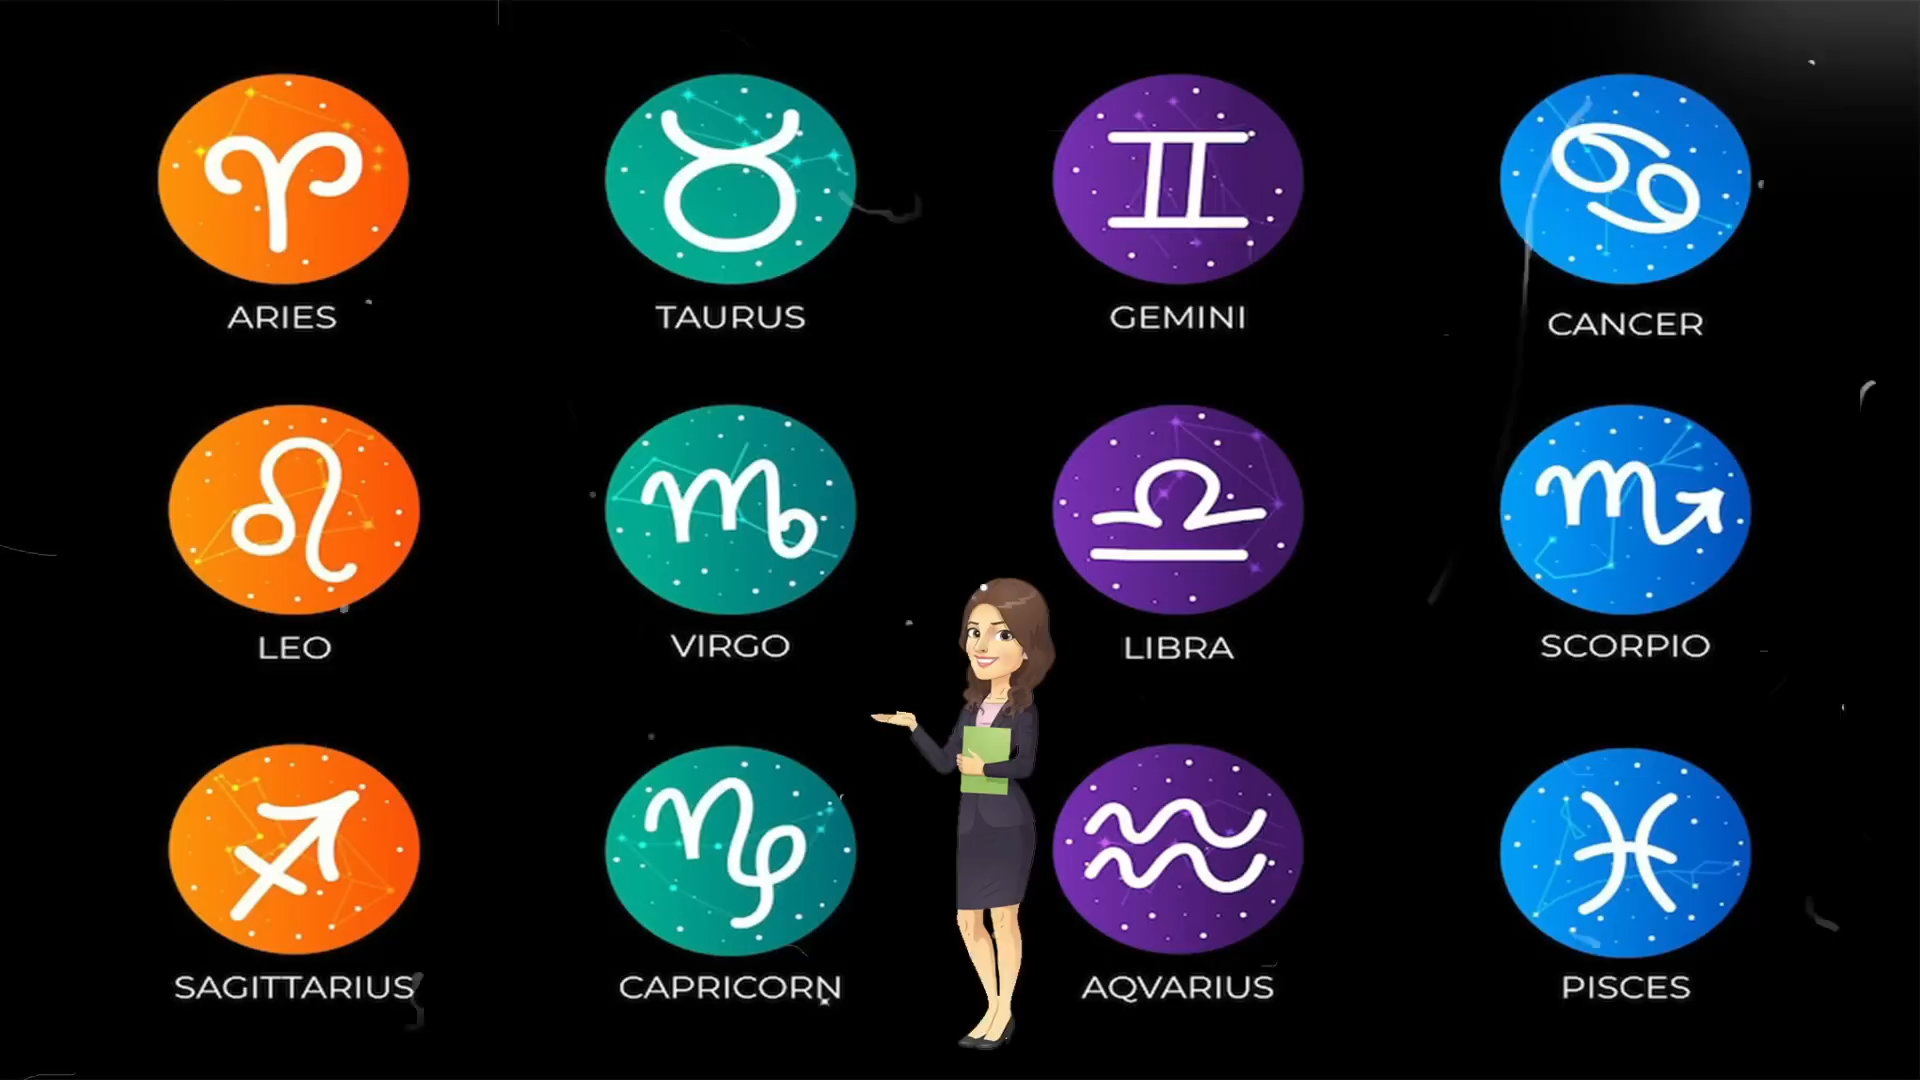 ARIES
TAURUS
GEMINI
CANCER
LEO
VIRGO
LIBRA
SCORPIO
SAGITTARIUS
CAPRICORN
AQVARIUS
PISCES